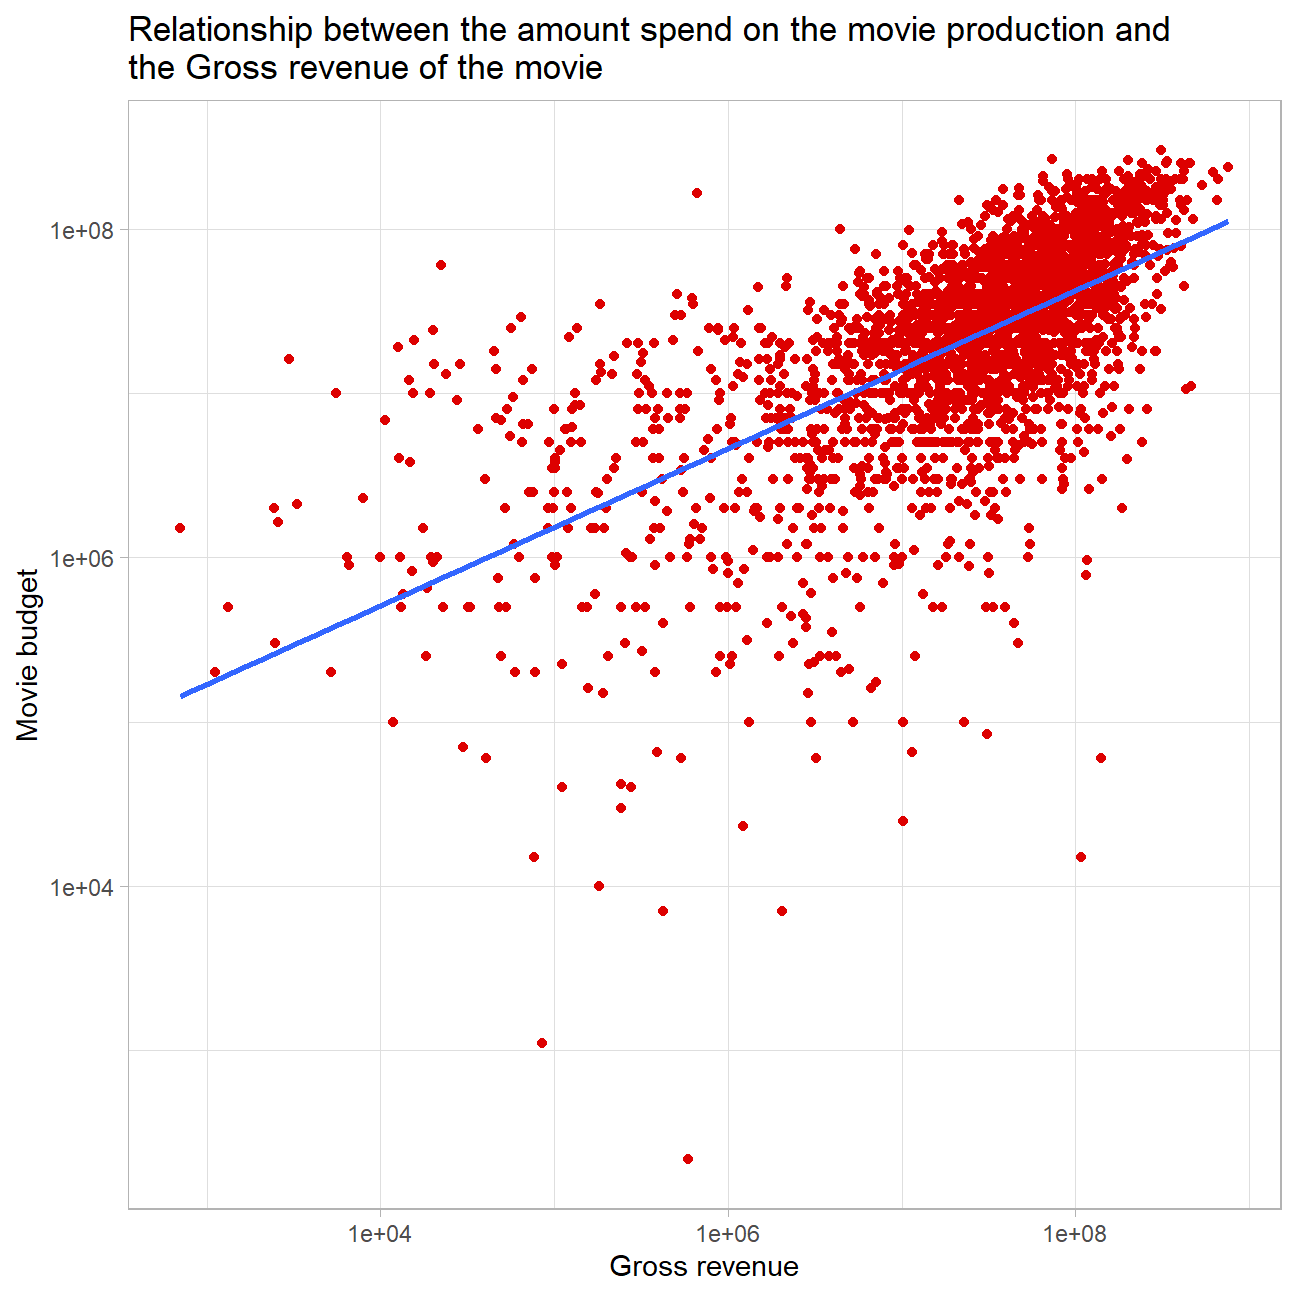 Relationship between the amount spend on the movie production and
the Gross revenue of the movie
Movie budget
1e+08
1e+06
1e+04
1e+04
1e+06
1e+08
Gross revenue